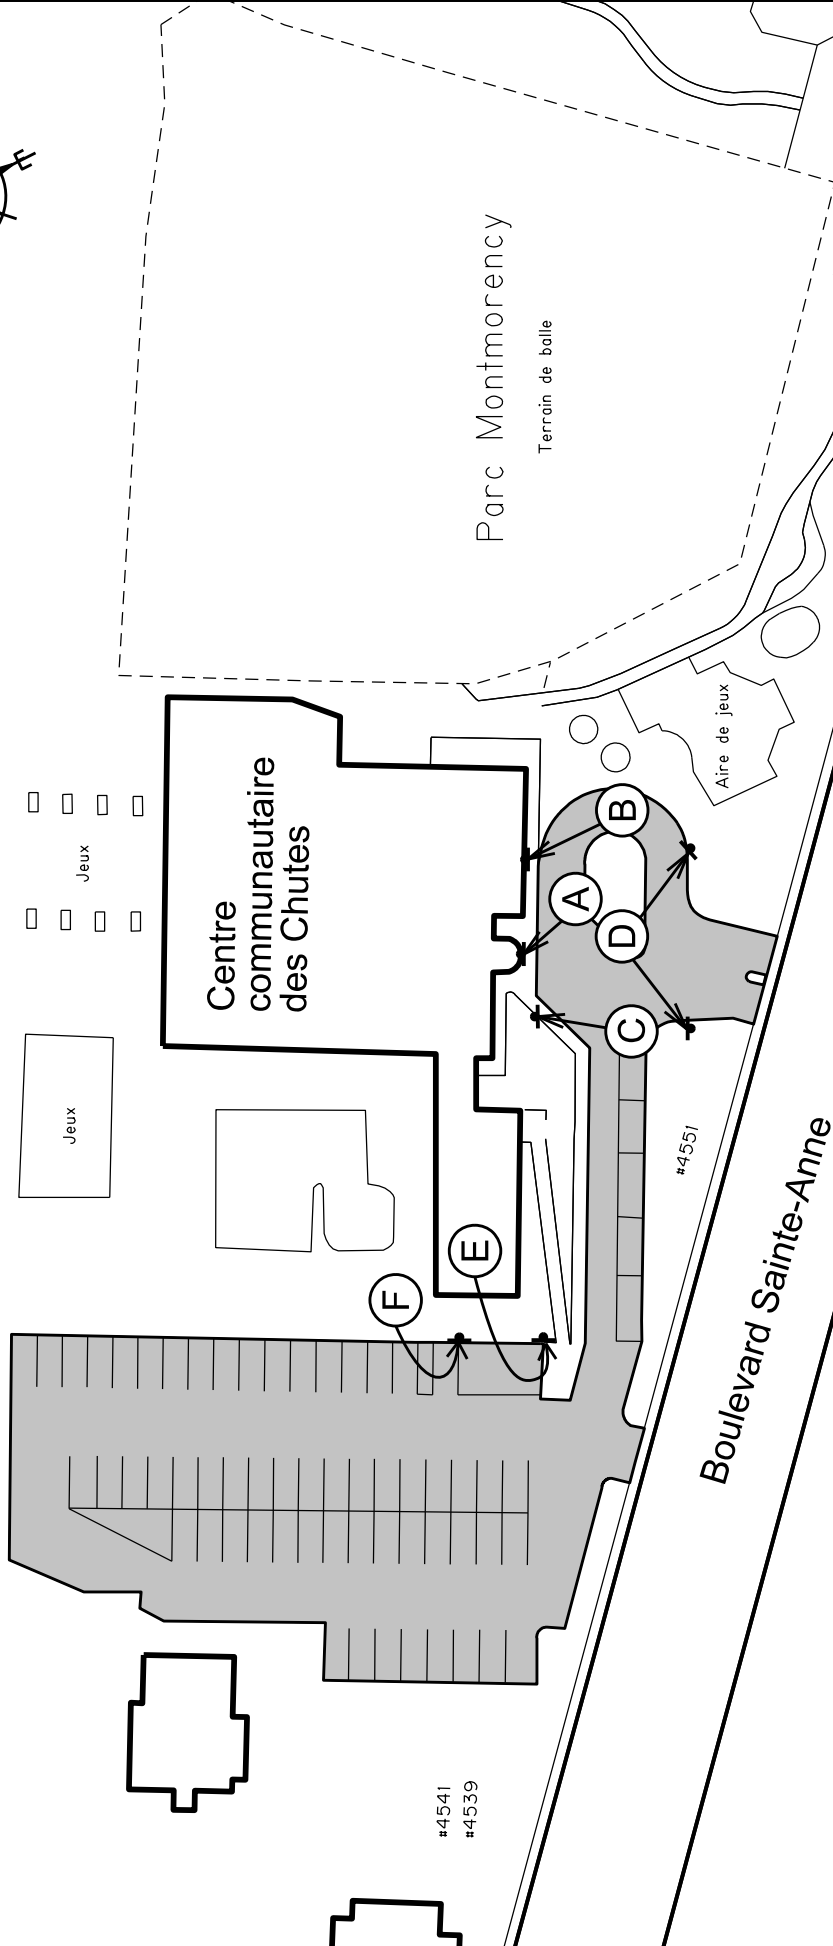 E
Parc Montmorency
Terrain de balle
Aire de jeux
Jeux
Centre
communautaire
des Chutes
B
A
D
C
Jeux
#4551
E
F
Boulevard Sainte-Anne
#4541
#4539